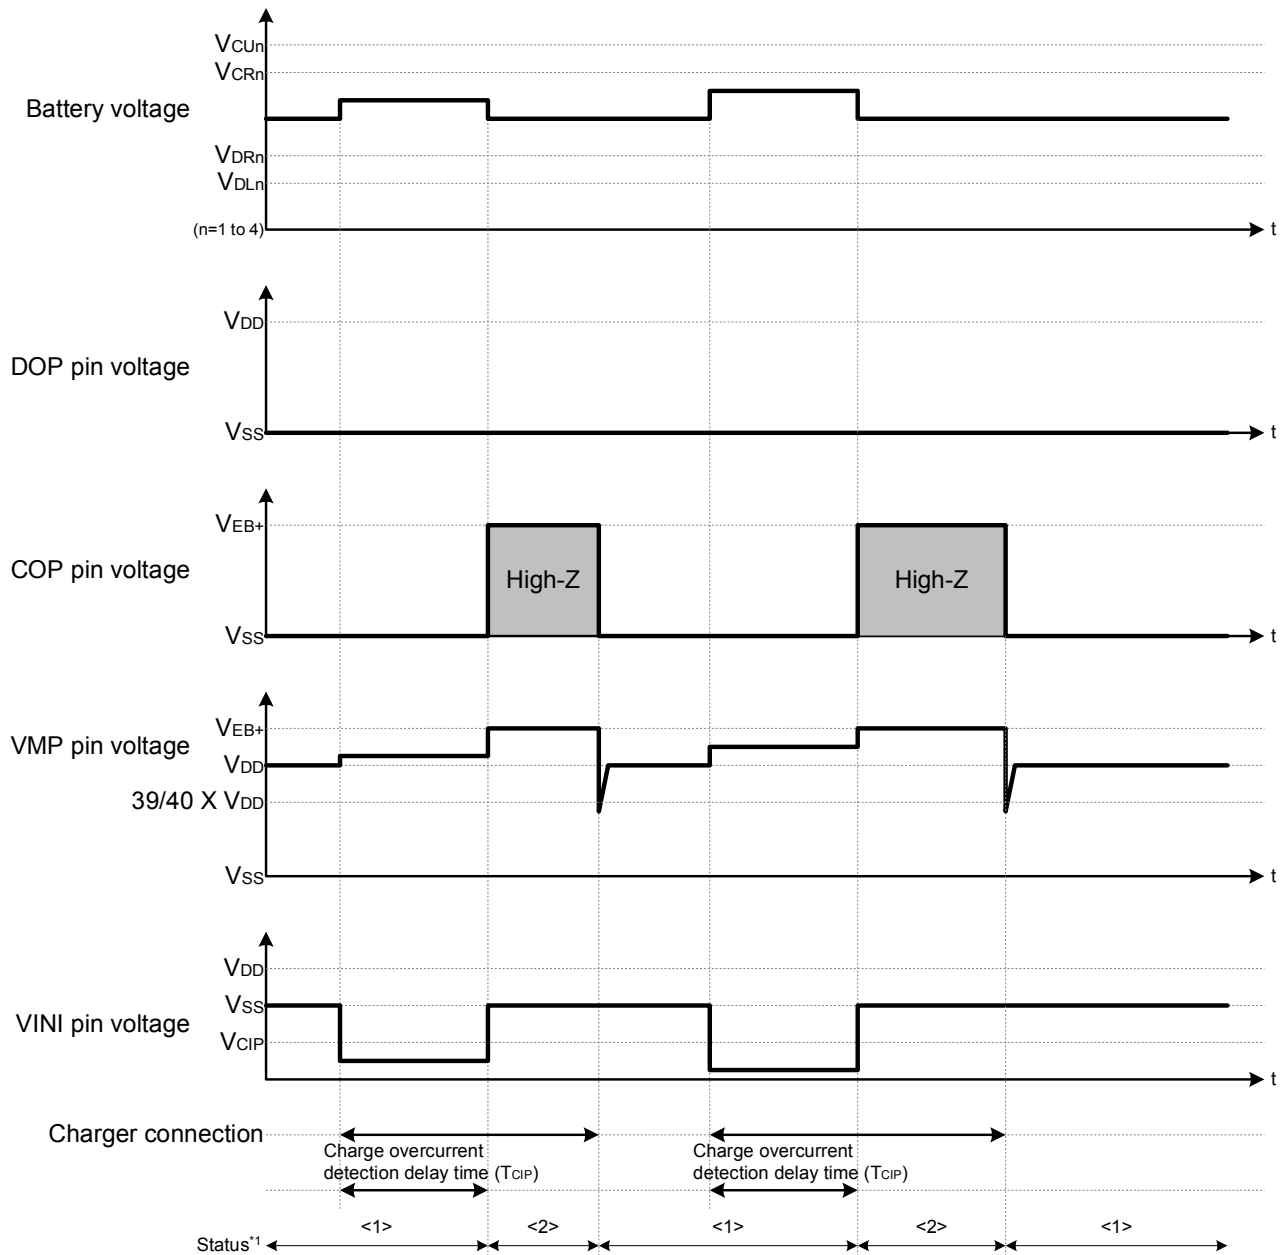 VCUn
VCRn
Battery voltage
VDRn
VDLn
(n=1 to 4)
t
VDD
DOP pin voltage
VSS
t
VEB+
COP pin voltage
High-Z
High-Z
VSS
t
VEB+
VMP pin voltage
VDD
39/40 X VDD
VSS
t
VDD
VSS
VINI pin voltage
VCIP
t
Charger connection
Charge overcurrent
detection delay time (TCIP)
Charge overcurrent
detection delay time (TCIP)
<1>
<2>
<1>
<2>
<1>
Status*1